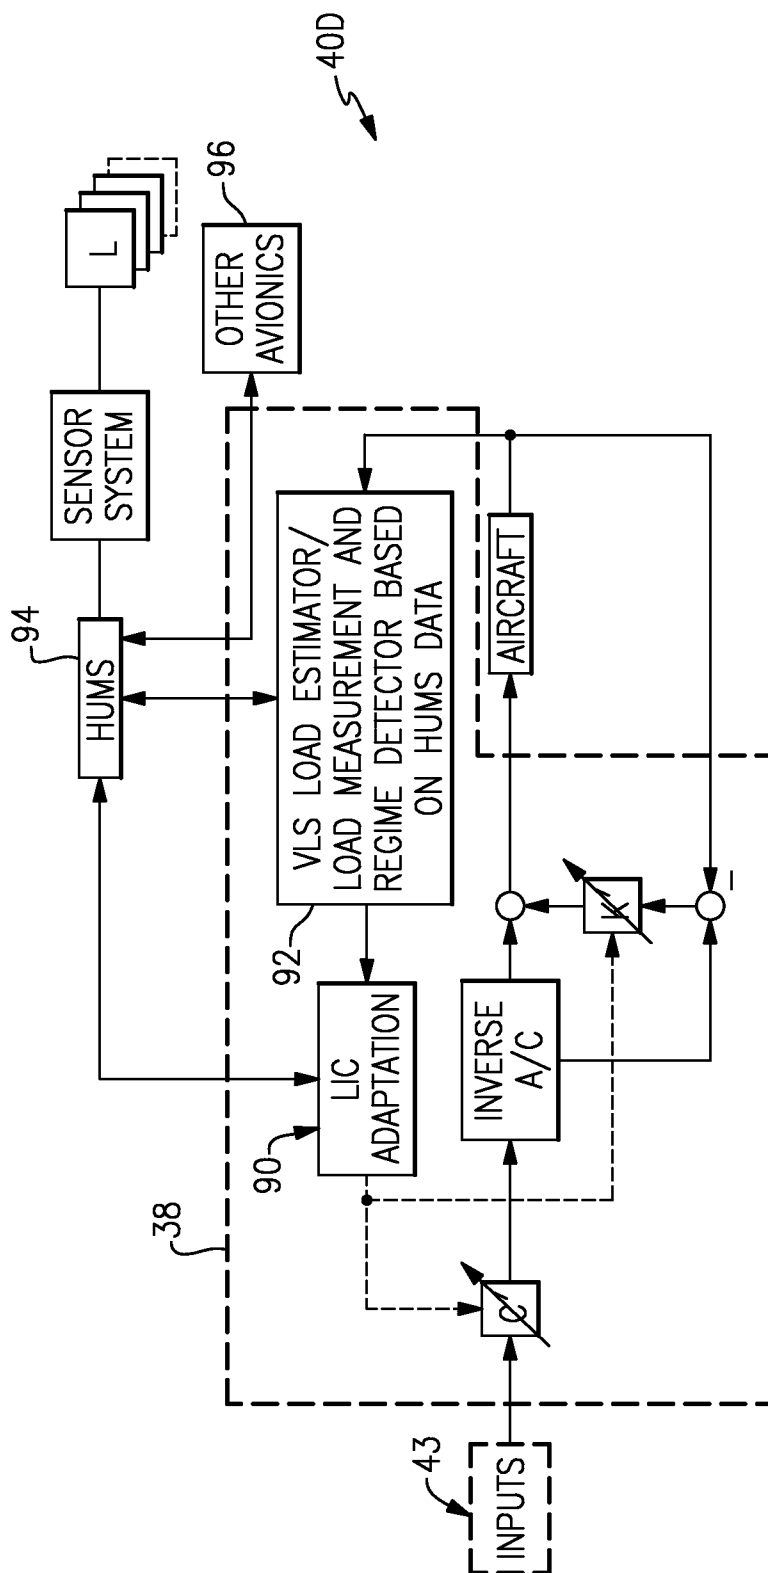 40D
L
SENSOR
SYSTEM
94
HUMS
OTHER
AVIONICS
96
38
VLS LOAD ESTIMATOR/
LOAD MEASUREMENT AND
REGIME DETECTOR BASED
ON HUMS DATA
92
LIC
ADAPTATION
90
43
INPUTS
C
INVERSE
A/C
K
AIRCRAFT
–